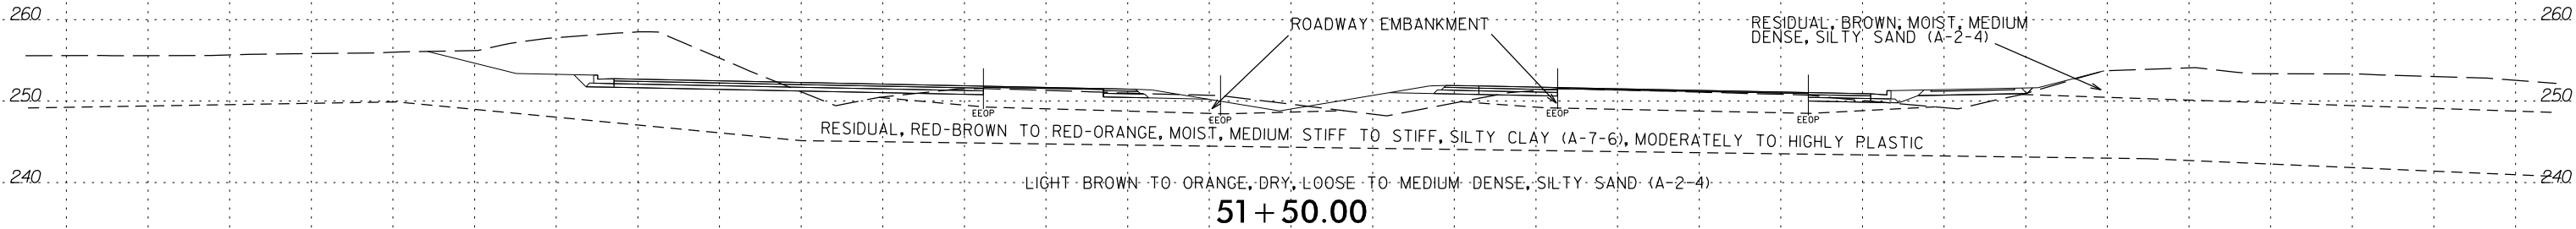 260
ROADWAY EMBANKMENT
RESIDUAL, BROWN, MOIST, MEDIUM
DENSE, SILTY SAND (A-2-4)
260
250
250
EEOP
EEOP
EEOP
EEOP
RESIDUAL, RED-BROWN TO RED-ORANGE, MOIST, MEDIUM STIFF TO STIFF, SILTY CLAY (A-7-6), MODERATELY TO HIGHLY PLASTIC
240
LIGHT BROWN TO ORANGE, DRY, LOOSE TO MEDIUM DENSE, SILTY SAND (A-2-4)
240
51+50.00